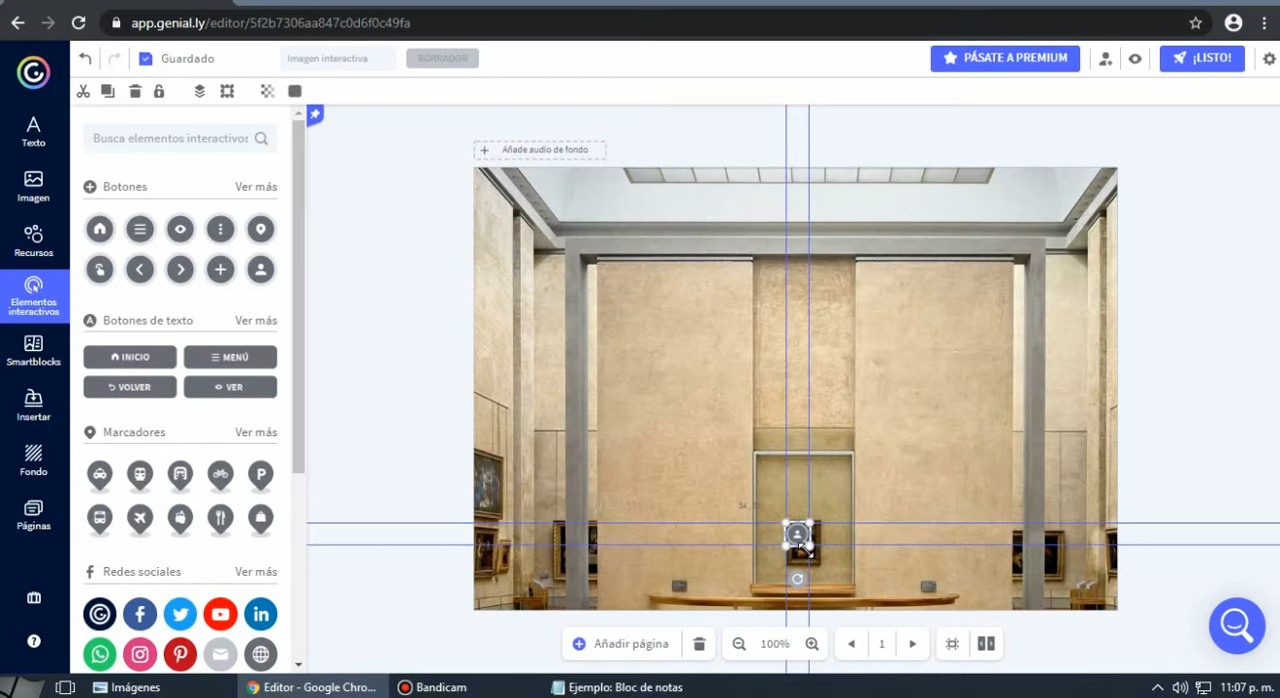 app.genial.ly/editor/5f2b7306aa847c0d6f0c49fa
Guardado
Imagen interactiva
BORRADOR
PÁSATE A PREMIUM
¡LISTO!
Texto
Imagen
Recursos
Elementos interactivos
Smartblocks
Insertar
Fondo
Páginas
Busca elementos interactivos
Botones Ver más
Botones de texto Ver más
INICIO MENÚ
VOLVER VER
Marcadores Ver más
P
Redes sociales Ver más
Añade audio de fondo
Añadir página
100%
1
Imágenes
Editor - Google Chro...
Bandicam
Ejemplo: Bloc de notas
11:07 p. m.